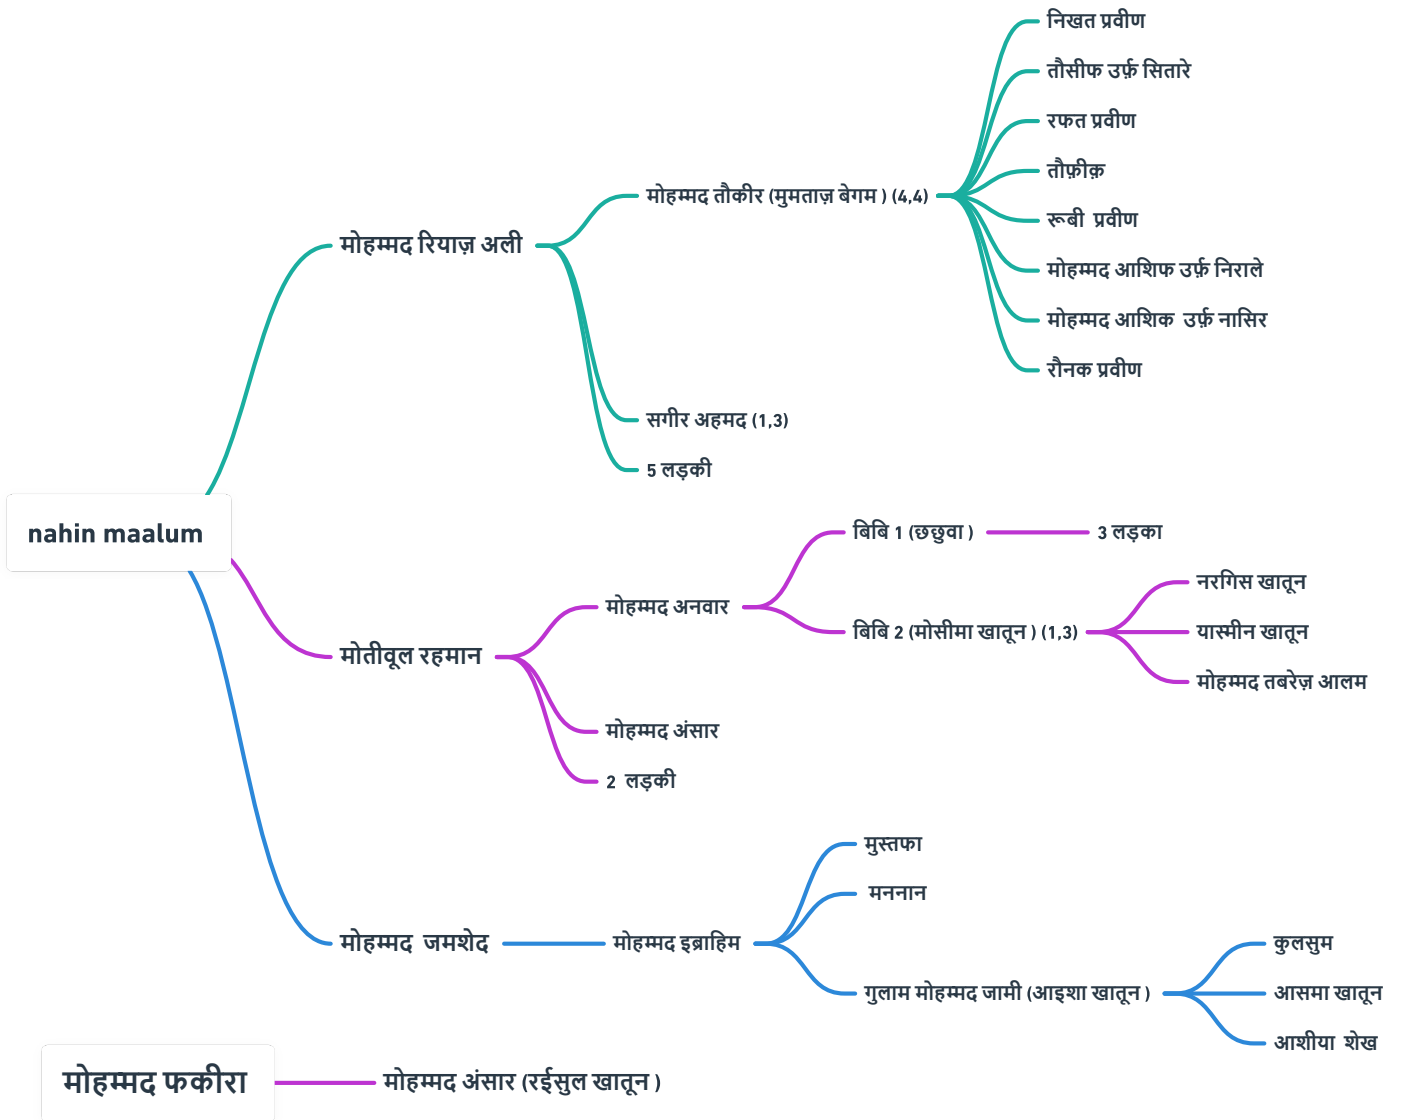 निखत प्रवीण
तौसीफ उर्फ़ सितारे
रफत प्रवीण
तौफ़ीक़
मोहम्मद तौकीर (मुमताज़ बेगम ) (4,4)
रूबी  प्रवीण
मोहम्मद रियाज़ अली
मोहम्मद आशिफ उर्फ़ निराले
मोहम्मद आशिक  उर्फ़ नासिर
रौनक प्रवीण
सगीर अहमद (1,3)
5 लड़की
nahin maalum
बिबि 1 (छछुवा )
3 लड़का
नरगिस खातून
मोहम्मद अनवार
बिबि 2 (मोसीमा खातून ) (1,3)
यास्मीन खातून
मोतीवूल रहमान
मोहम्मद तबरेज़ आलम
मोहम्मद अंसार
2  लड़की
मुस्तफा
मननान
मोहम्मद  जमशेद
मोहम्मद इब्राहिम
कुलसुम
गुलाम मोहम्मद जामी (आइशा खातून )
आसमा खातून
आशीया  शेख
मोहम्मद फकीरा
मोहम्मद अंसार (रईसुल खातून )